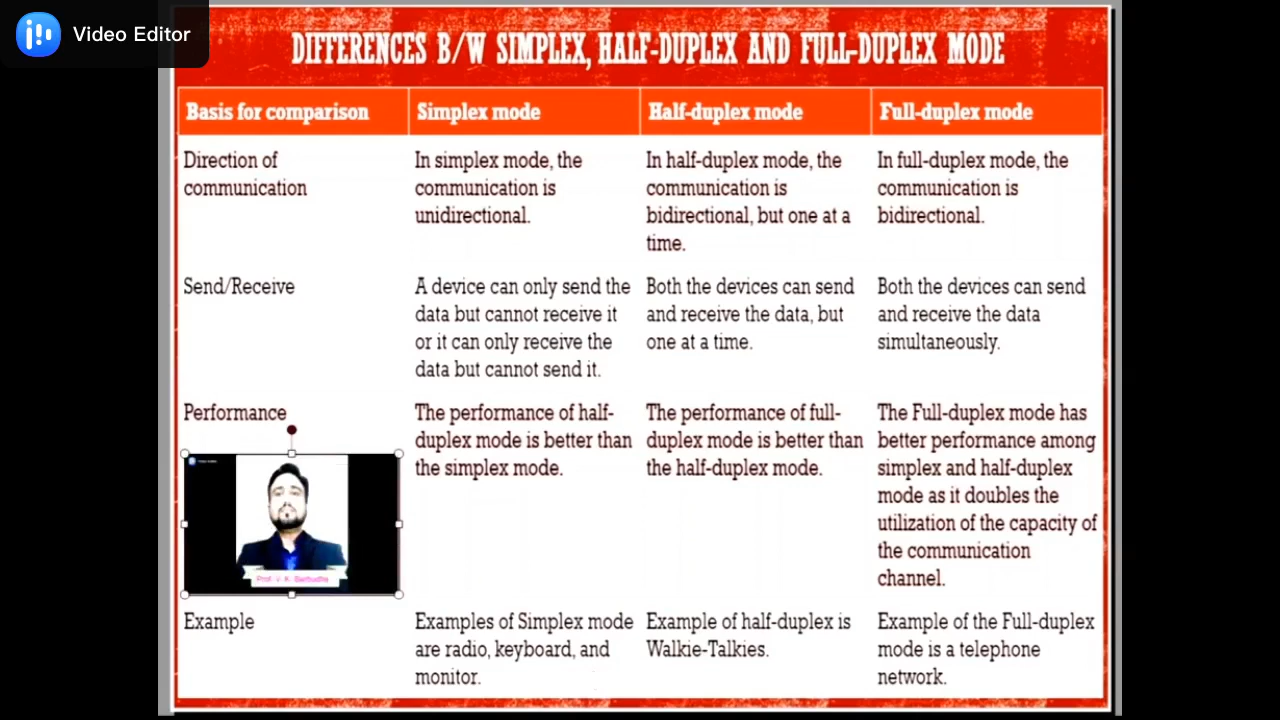 Video Editor
DIFFERENCES B/W SIMPLEX, HALF-DUPLEX AND FULL-DUPLEX MODE
Basis for comparison
Simplex mode
Half-duplex mode
Full-duplex mode
Direction of
communication
In simplex mode, the
communication is
unidirectional.
In half-duplex mode, the
communication is
bidirectional, but one at a
time.
In full-duplex mode, the
communication is
bidirectional.
Send/Receive
A device can only send the
data but cannot receive it
or it can only receive the
data but cannot send it.
Both the devices can send
and receive the data, but
one at a time.
Both the devices can send
and receive the data
simultaneously.
Performance
The performance of half-
duplex mode is better than
the simplex mode.
The performance of full-
duplex mode is better than
the half-duplex mode.
The Full-duplex mode has
better performance among
simplex and half-duplex
mode as it doubles the
utilization of the capacity of
the communication
channel.
Prof. V. K.
Example
Examples of Simplex mode
are radio, keyboard, and
monitor.
Example of half-duplex is
Walkie-Talkies.
Example of the Full-duplex
mode is a telephone
network.